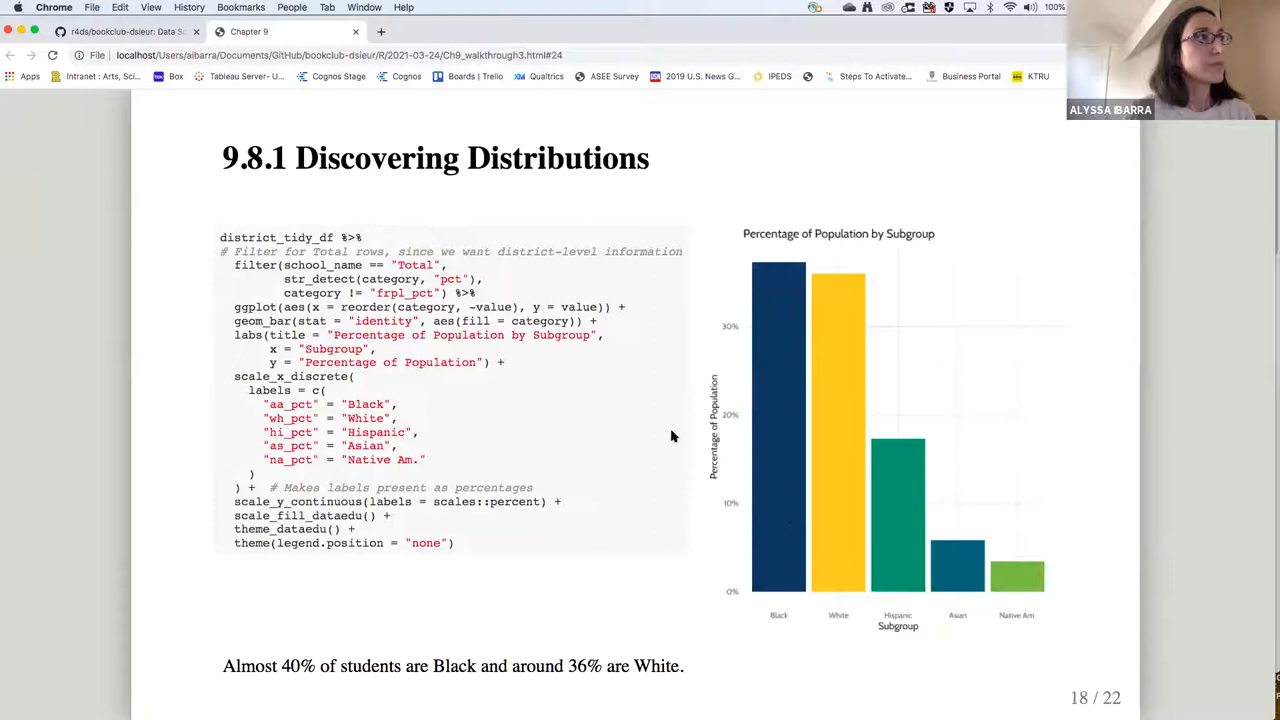 Chrome File Edit View History Bookmarks People Tab Window Help 100%
r4ds/bookclub-dsieur: Data S Chapter 9
File localhost/Users/aibarra/Documents/GitHub/bookclub-dsieur/R/2021-03-24/Ch9_walkthrough3.html#24
Apps Intranet : Arts, Sci... Box Tableau Server- U... Cognos Stage Cognos Boards | Trello Qualtrics ASEE Survey 2019 U.S. News G... IPEDS Steps To Activate... Business Portal KTRU
ALYSSA IBARRA
9.8.1 Discovering Distributions
district_tidy_df %>%
# Filter for Total rows, since we want district-level information
filter(school_name == "Total",
str_detect(category, "pct"),
category != "frpl_pct") %>%
ggplot(aes(x = reorder(category, -value), y = value)) +
geom_bar(stat = "identity", aes(fill = category)) +
labs(title = "Percentage of Population by Subgroup",
x = "Subgroup",
y = "Percentage of Population") +
scale_x_discrete(
labels = c(
"aa_pct" = "Black",
"wh_pct" = "White",
"hi_pct" = "Hispanic",
"as_pct" = "Asian",
"na_pct" = "Native Am."
)
) + # Makes labels present as percentages
scale_y_continuous(labels = scales::percent) +
scale_fill_dataedu() +
theme_dataedu() +
theme(legend.position = "none")
Percentage of Population by Subgroup
Percentage of Population
30%
20%
10%
0%
Black White Hispanic Asian Native Am
Subgroup
Almost 40% of students are Black and around 36% are White.
18 / 22